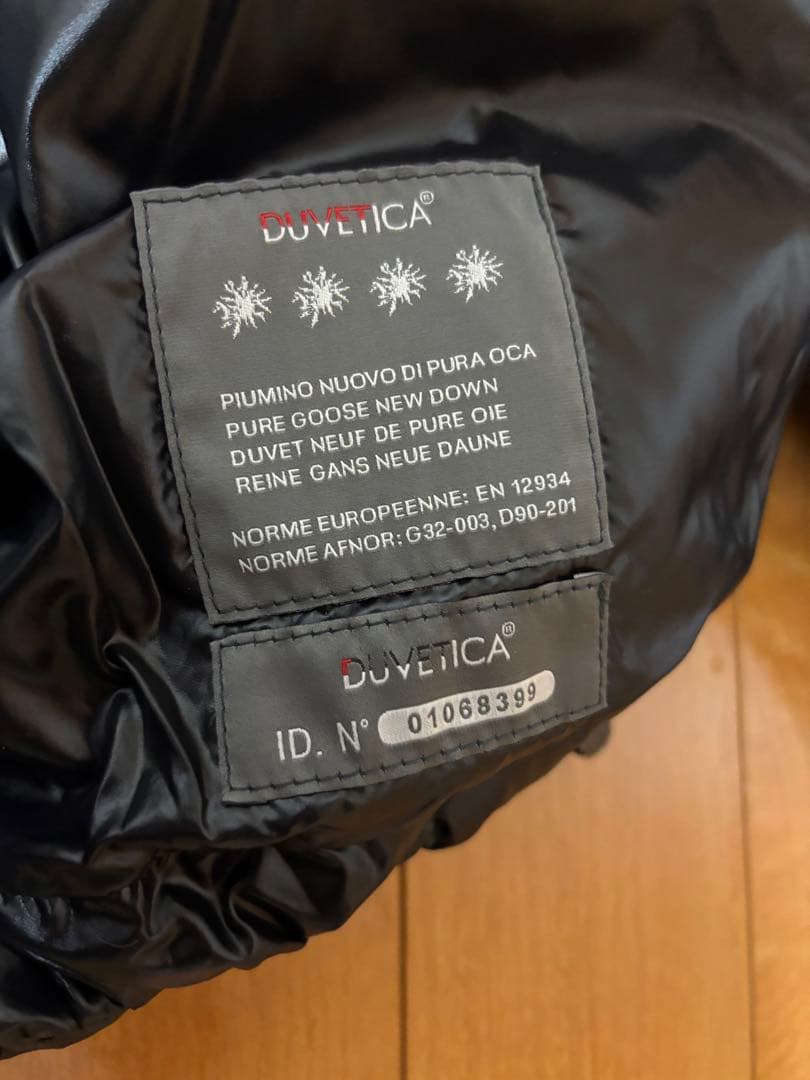 DUVETICA®
PIUMINO NUOVO DI PURA OCA
PURE GOOSE NEW DOWN
DUVET NEUF DE PURE OIE
REINE GANS NEUE DAUNE
NORME EUROPEENNE: EN 12934
NORME AFNOR: G32-003, D90-201
DUVETICA®
ID. N° 01068399